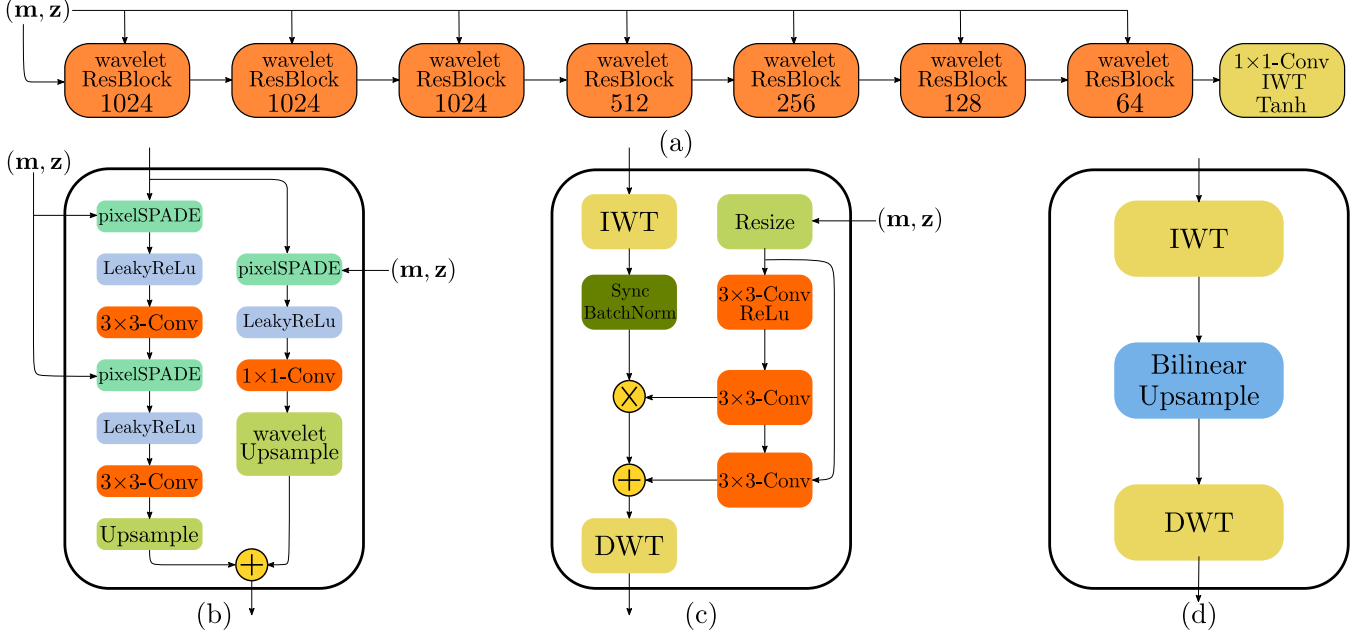 (m, z)
wavelet
ResBlock
1024
wavelet
ResBlock
1024
wavelet
ResBlock
1024
wavelet
ResBlock
512
wavelet
ResBlock
256
wavelet
ResBlock
128
wavelet
ResBlock
64
1×1-Conv
IWT
Tanh
(a)
(m, z)
pixelSPADE
LeakyReLu
3×3-Conv
pixelSPADE
LeakyReLu
3×3-Conv
Upsample
pixelSPADE
(m, z)
LeakyReLu
1×1-Conv
wavelet
Upsample
+
(b)
IWT
Sync
BatchNorm
×
+
DWT
Resize
(m, z)
3×3-Conv
ReLu
3×3-Conv
3×3-Conv
(c)
IWT
Bilinear
Upsample
DWT
(d)